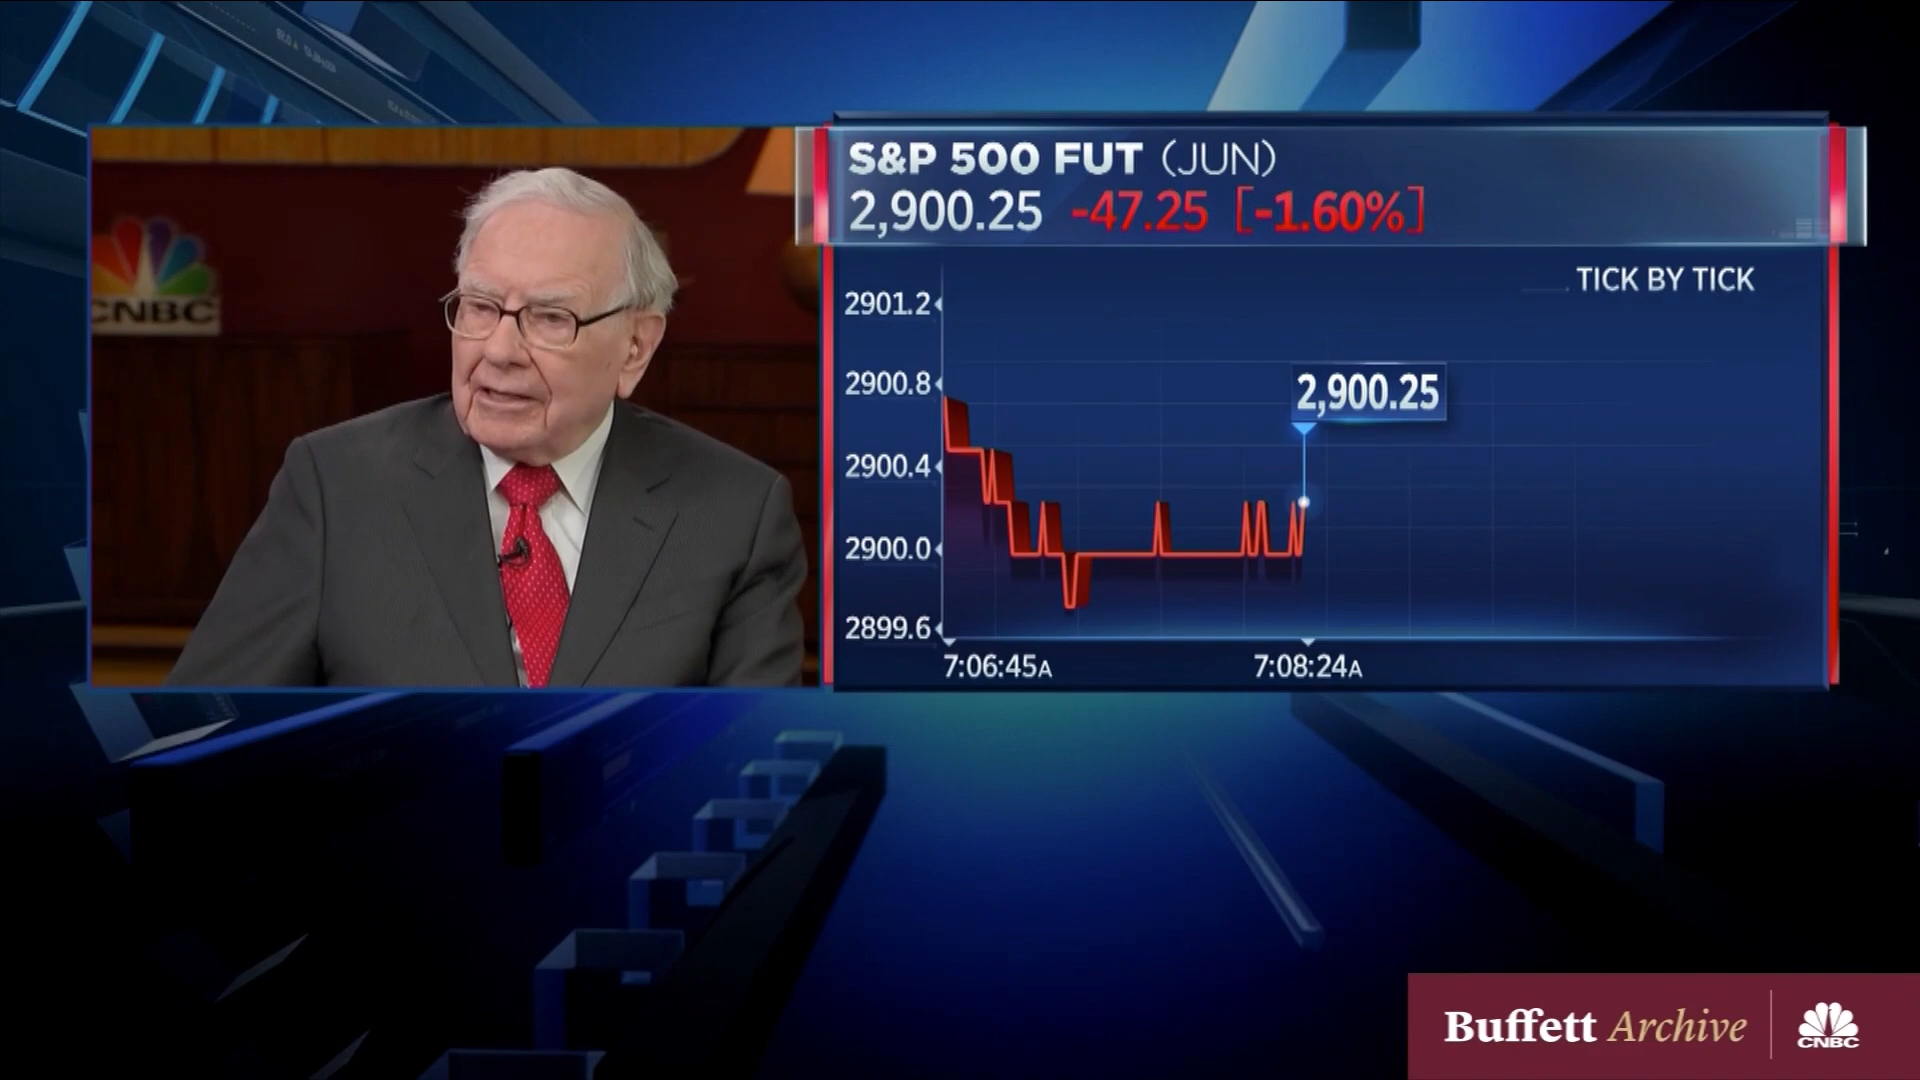 CNBC
S&P 500 FUT (JUN)
2,900.25 -47.25 [-1.60%]
TICK BY TICK
2901.2
2900.8
2900.4
2900.0
2899.6
2,900.25
7:06:45A 7:08:24A
Buffett Archive
CNBC